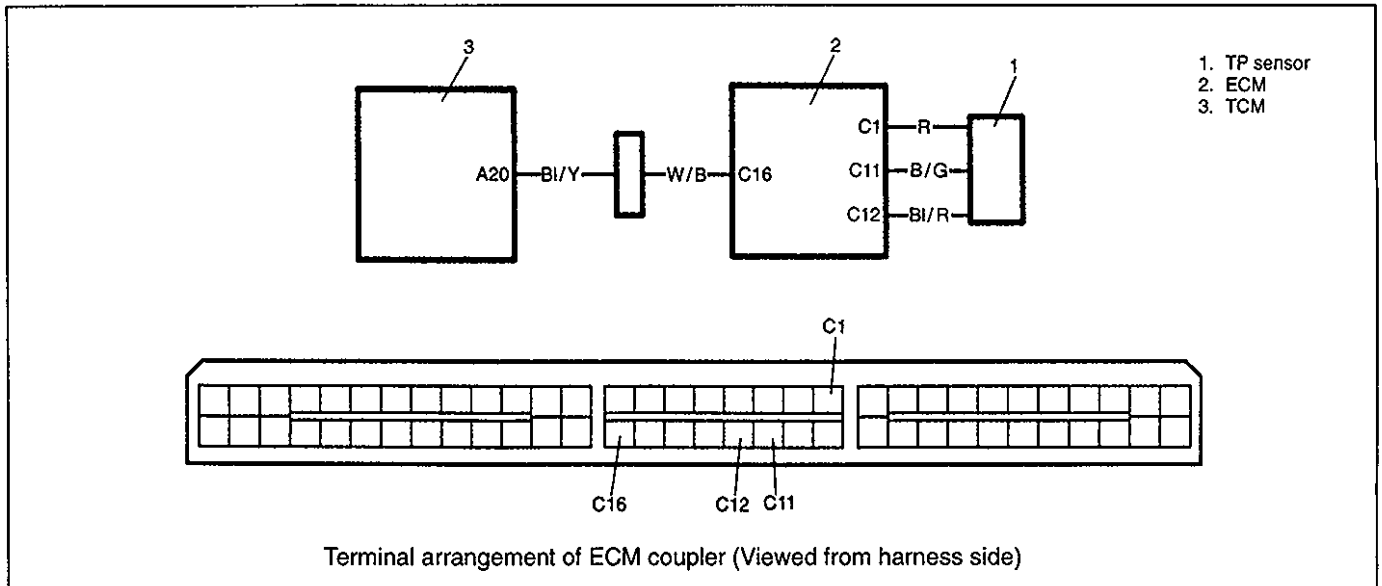 3
2
1
1. TP sensor
2. ECM
3. TCM
C1 R
A20 Bl/Y W/B C16 C11 B/G
C12 Bl/R
C1
C16 C12 C11
Terminal arrangement of ECM coupler (Viewed from harness side)